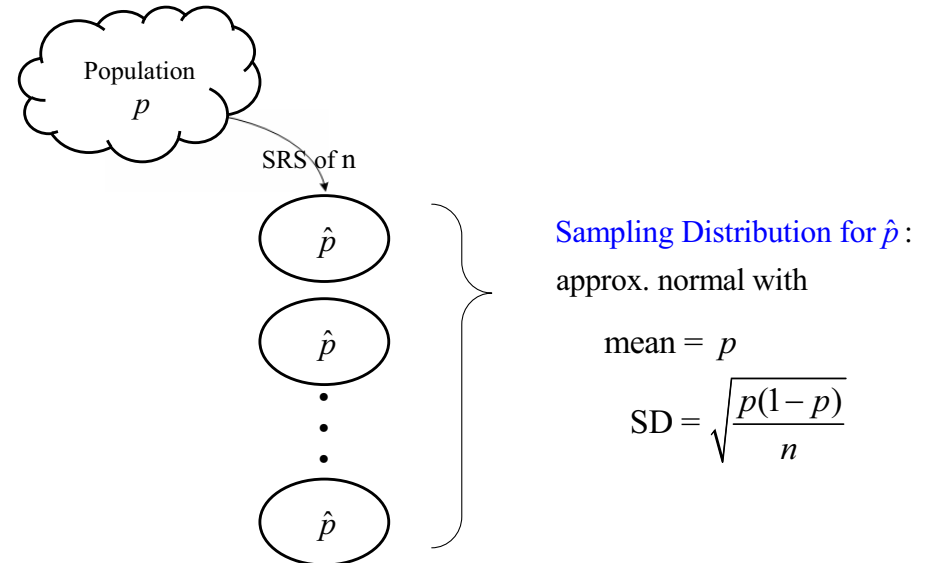 Population
p
SRS of n
p̂
p̂
p̂
Sampling Distribution for p̂ :
approx. normal with
mean = p
SD = √(p(1 − p)/n)